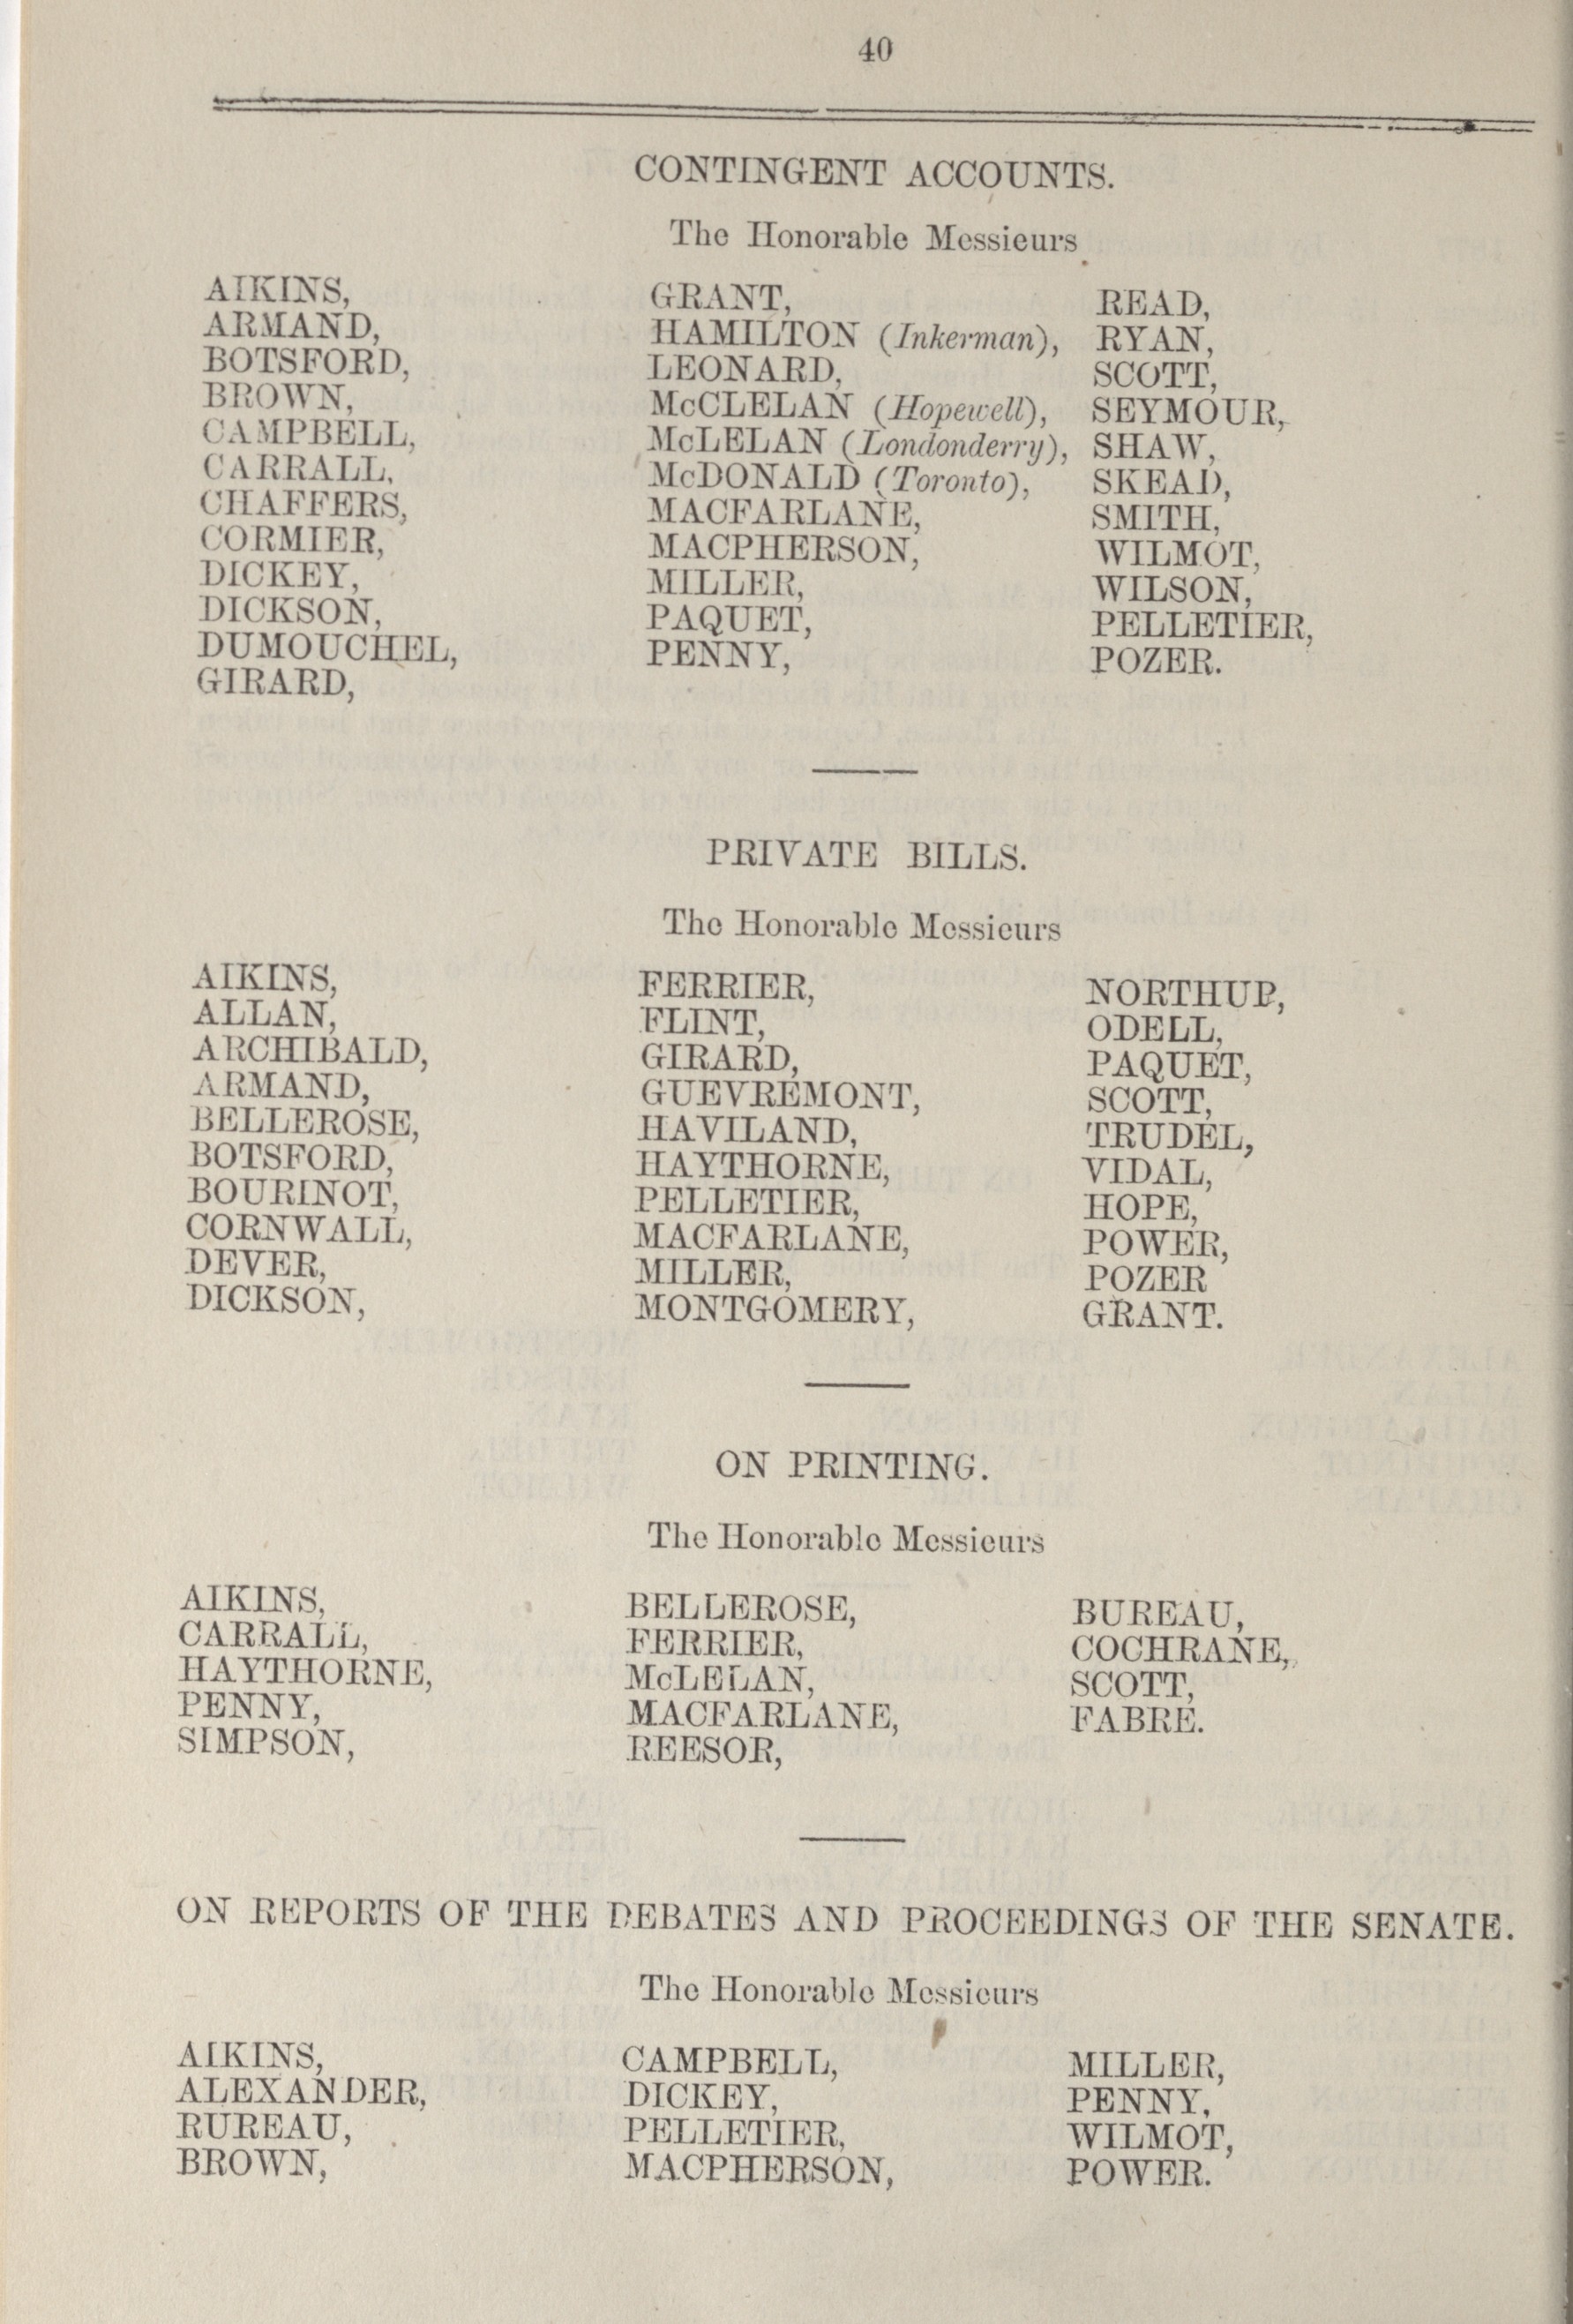 40
CONTINGENT ACCOUNTS.
The Honorable Messieurs
AIKINS,
ARMAND,
BOTSFORD,
BROWN,
CAMPBELL,
CARRALL,
CHAFFERS,
CORMIER,
DICKEY,
DICKSON,
DUMOUCHEL,
GIRARD,
GRANT,
HAMILTON (Inkerman),
LEONARD,
McCLELAN (Hopewell),
McLELAN (Londonderry),
McDONALD (Toronto),
MACFARLANE,
MACPHERSON,
MILLER,
PAQUET,
PENNY,
READ,
RYAN,
SCOTT,
SEYMOUR,
SHAW,
SKEAD,
SMITH,
WILMOT,
WILSON,
PELLETIER,
POZER.
PRIVATE BILLS.
The Honorable Messieurs
AIKINS,
ALLAN,
ARCHIBALD,
ARMAND,
BELLEROSE,
BOTSFORD,
BOURINOT,
CORNWALL,
DEVER,
DICKSON,
FERRIER,
FLINT,
GIRARD,
GUEVREMONT,
HAVILAND,
HAYTHORNE,
PELLETIER,
MACFARLANE,
MILLER,
MONTGOMERY,
NORTHUP,
ODELL,
PAQUET,
SCOTT,
TRUDEL,
VIDAL,
HOPE,
POWER,
POZER
GRANT.
ON PRINTING.
The Honorable Messieurs
AIKINS,
CARRALL,
HAYTHORNE,
PENNY,
SIMPSON,
BELLEROSE,
FERRIER,
McLELAN,
MACFARLANE,
REESOR,
BUREAU,
COCHRANE,
SCOTT,
FABRE.
ON REPORTS OF THE DEBATES AND PROCEEDINGS OF THE SENATE.
The Honorable Messieurs
AIKINS,
ALEXANDER,
RUREAU,
BROWN,
CAMPBELL,
DICKEY,
PELLETIER,
MACPHERSON,
MILLER,
PENNY,
WILMOT,
POWER.